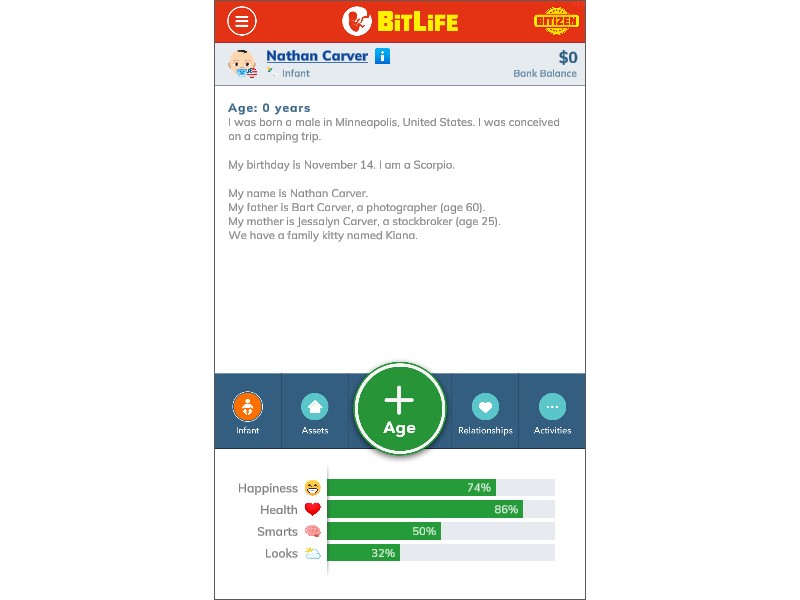 BITLIFE
BITIZEN
Nathan Carver i
Infant
$0
Bank Balance
Age: 0 years
I was born a male in Minneapolis, United States. I was conceived
on a camping trip.
My birthday is November 14. I am a Scorpio.
My name is Nathan Carver.
My father is Bart Carver, a photographer (age 60).
My mother is Jessalyn Carver, a stockbroker (age 25).
We have a family kitty named Kiana.
Infant
Assets
Age
Relationships
Activities
Happiness 74%
Health 86%
Smarts 50%
Looks 32%